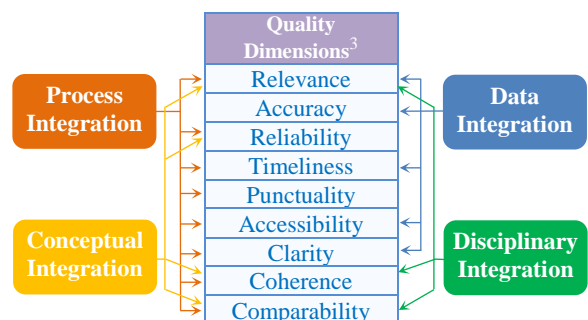 Quality
Dimensions3
Relevance
Accuracy
Reliability
Timeliness
Punctuality
Accessibility
Clarity
Coherence
Comparability
Process
Integration
Conceptual
Integration
Data
Integration
Disciplinary
Integration